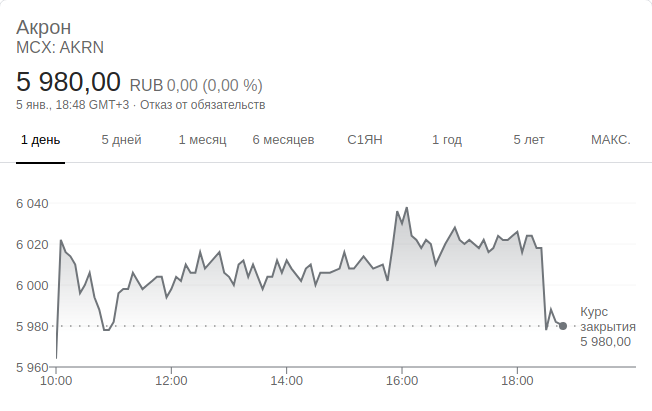 Акрон
MCX: AKRN
5 980,00 RUB 0,00 (0,00 %)
5 янв., 18:48 GMT+3 · Отказ от обязательств
1 день 5 дней 1 месяц 6 месяцев С1ЯН 1 год 5 лет МАКС.
6 040
6 020
6 000
5 980
5 960
Курс
закрытия
5 980,00
10:00 12:00 14:00 16:00 18:00